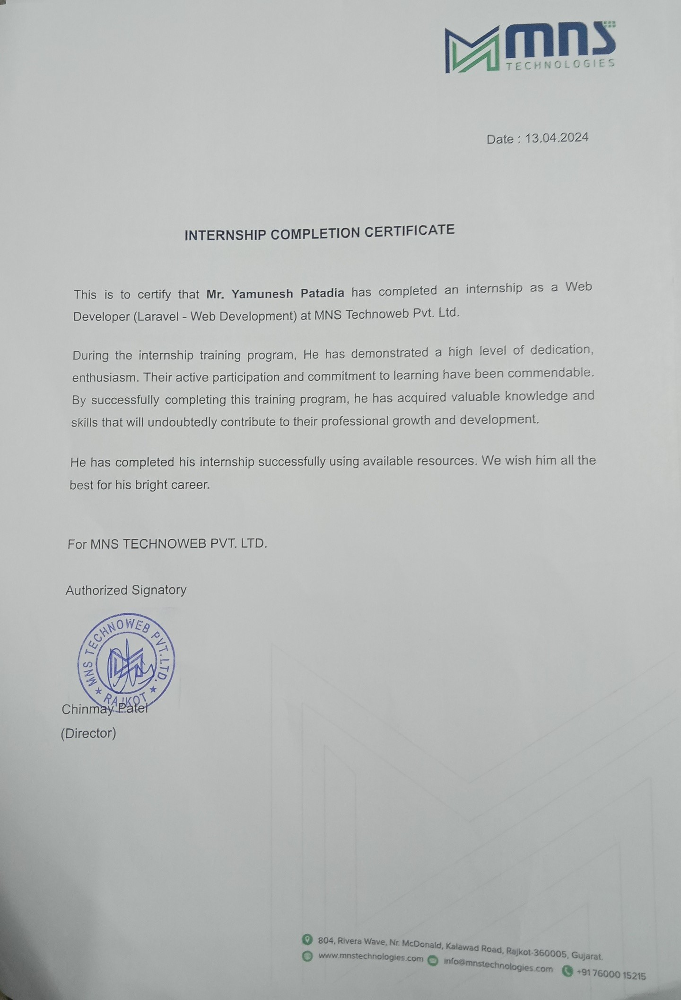 mns
TECHNOLOGIES
Date : 13.04.2024
INTERNSHIP COMPLETION CERTIFICATE
This is to certify that Mr. Yamunesh Patadia has completed an internship as a Web
Developer (Laravel - Web Development) at MNS Technoweb Pvt. Ltd.
During the internship training program, He has demonstrated a high level of dedication,
enthusiasm. Their active participation and commitment to learning have been commendable.
By successfully completing this training program, he has acquired valuable knowledge and
skills that will undoubtedly contribute to their professional growth and development.
He has completed his internship successfully using available resources. We wish him all the
best for his bright career.
For MNS TECHNOWEB PVT. LTD.
Authorized Signatory
MNS TECHNOWEB PVT. LTD.
★ RAJKOT ★
Chinmay Patel
(Director)
804, Rivera Wave, Nr. McDonald, Kalawad Road, Rajkot-360005, Gujarat.
www.mnstechnologies.com info@mnstechnologies.com +91 76000 15215